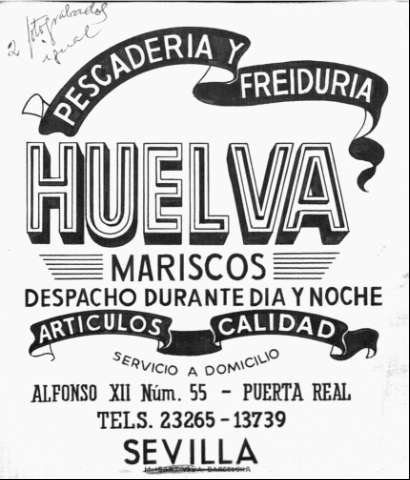 2 fotograbados
igual
PESCADERIA Y
FREIDURIA
HUELVA
MARISCOS
DESPACHO DURANTE DIA Y NOCHE
ARTICULOS CALIDAD
SERVICIO A DOMICILIO
ALFONSO XII Núm. 55 - PUERTA REAL
TELS. 23265-13739
SEVILLA